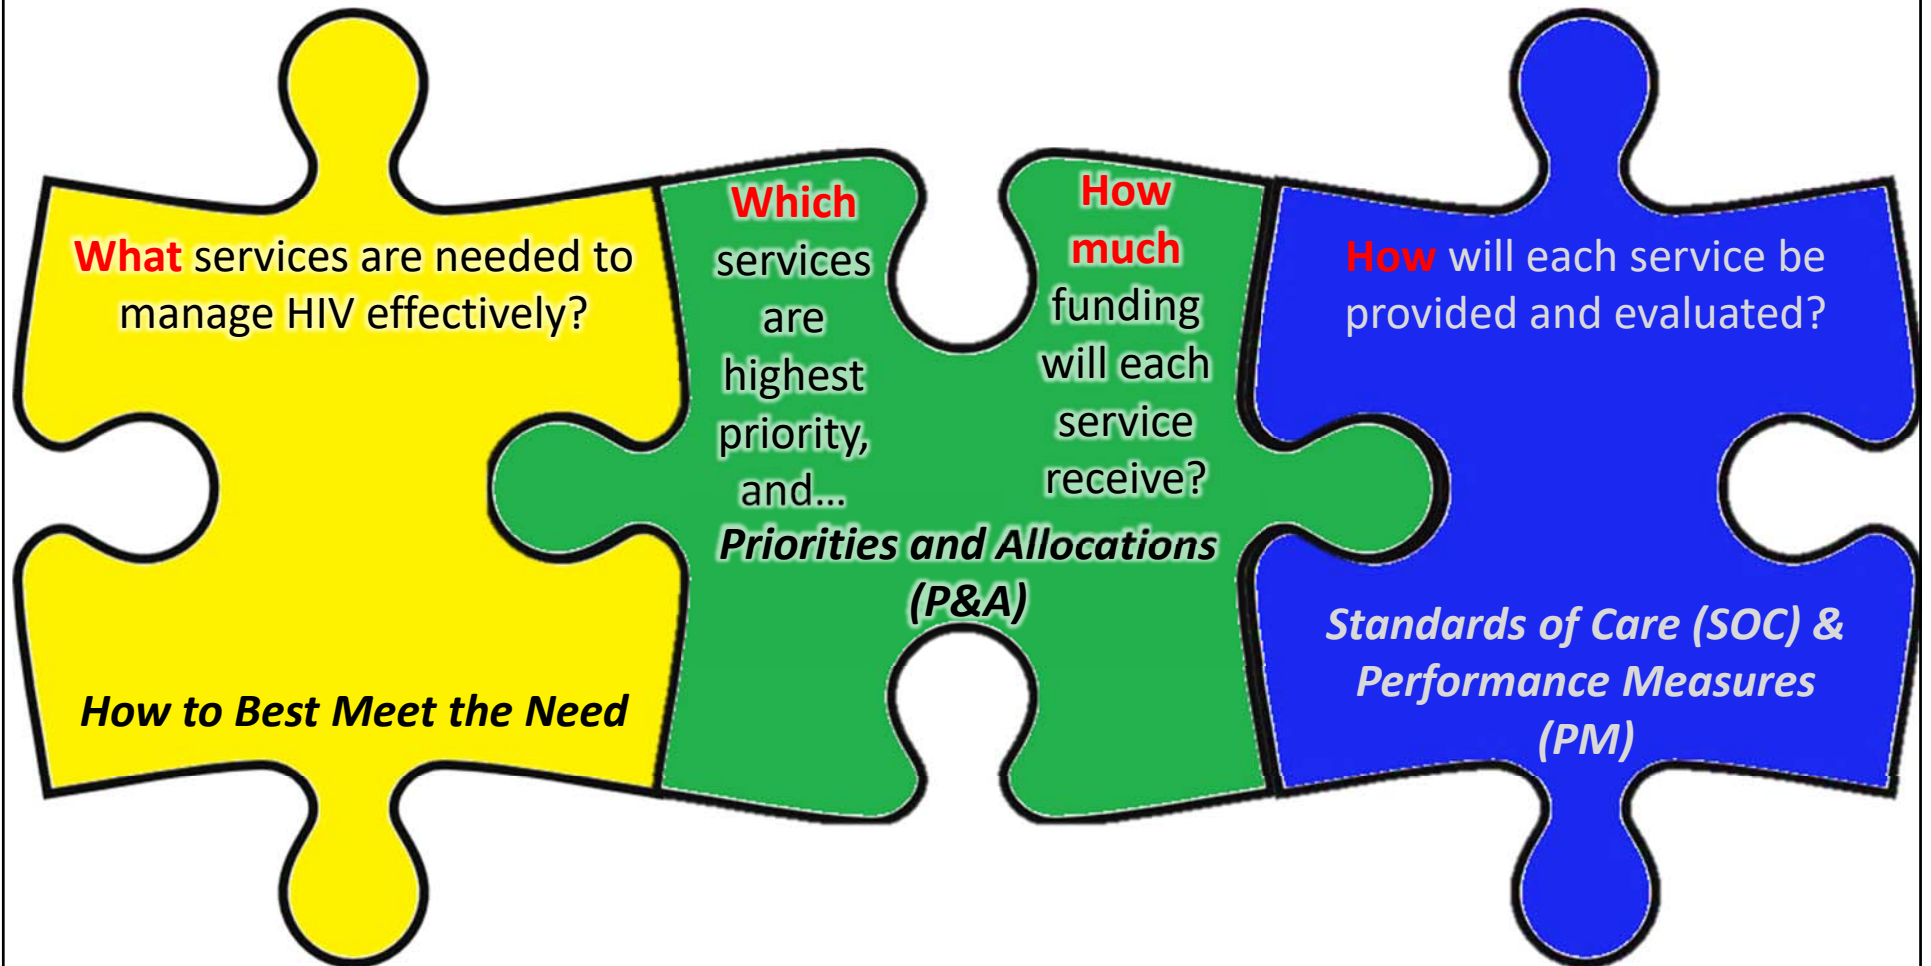 What services are needed to
manage HIV effectively?
How to Best Meet the Need
Which
services
are
highest
priority,
and...
How
much
funding
will each
service
receive?
Priorities and Allocations
(P&A)
How will each service be
provided and evaluated?
Standards of Care (SOC) &
Performance Measures
(PM)